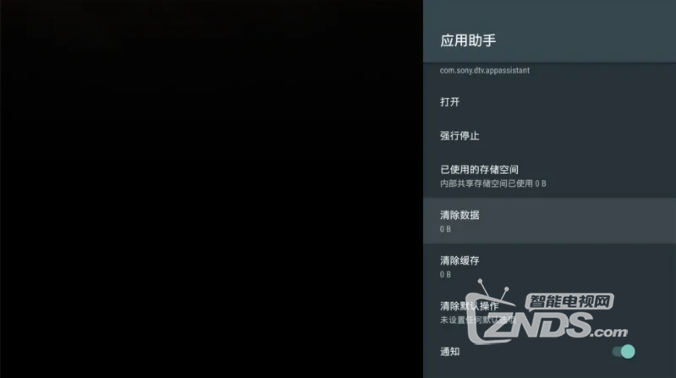 应用助手
com.sony.dtv.appassistant
打开
强行停止
已使用的存储空间
内部共享存储空间已使用 0 B
清除数据
0 B
清除缓存
0 B
清除默认操作
未设置任何默认
通知
智能电视网
ZNDS.com